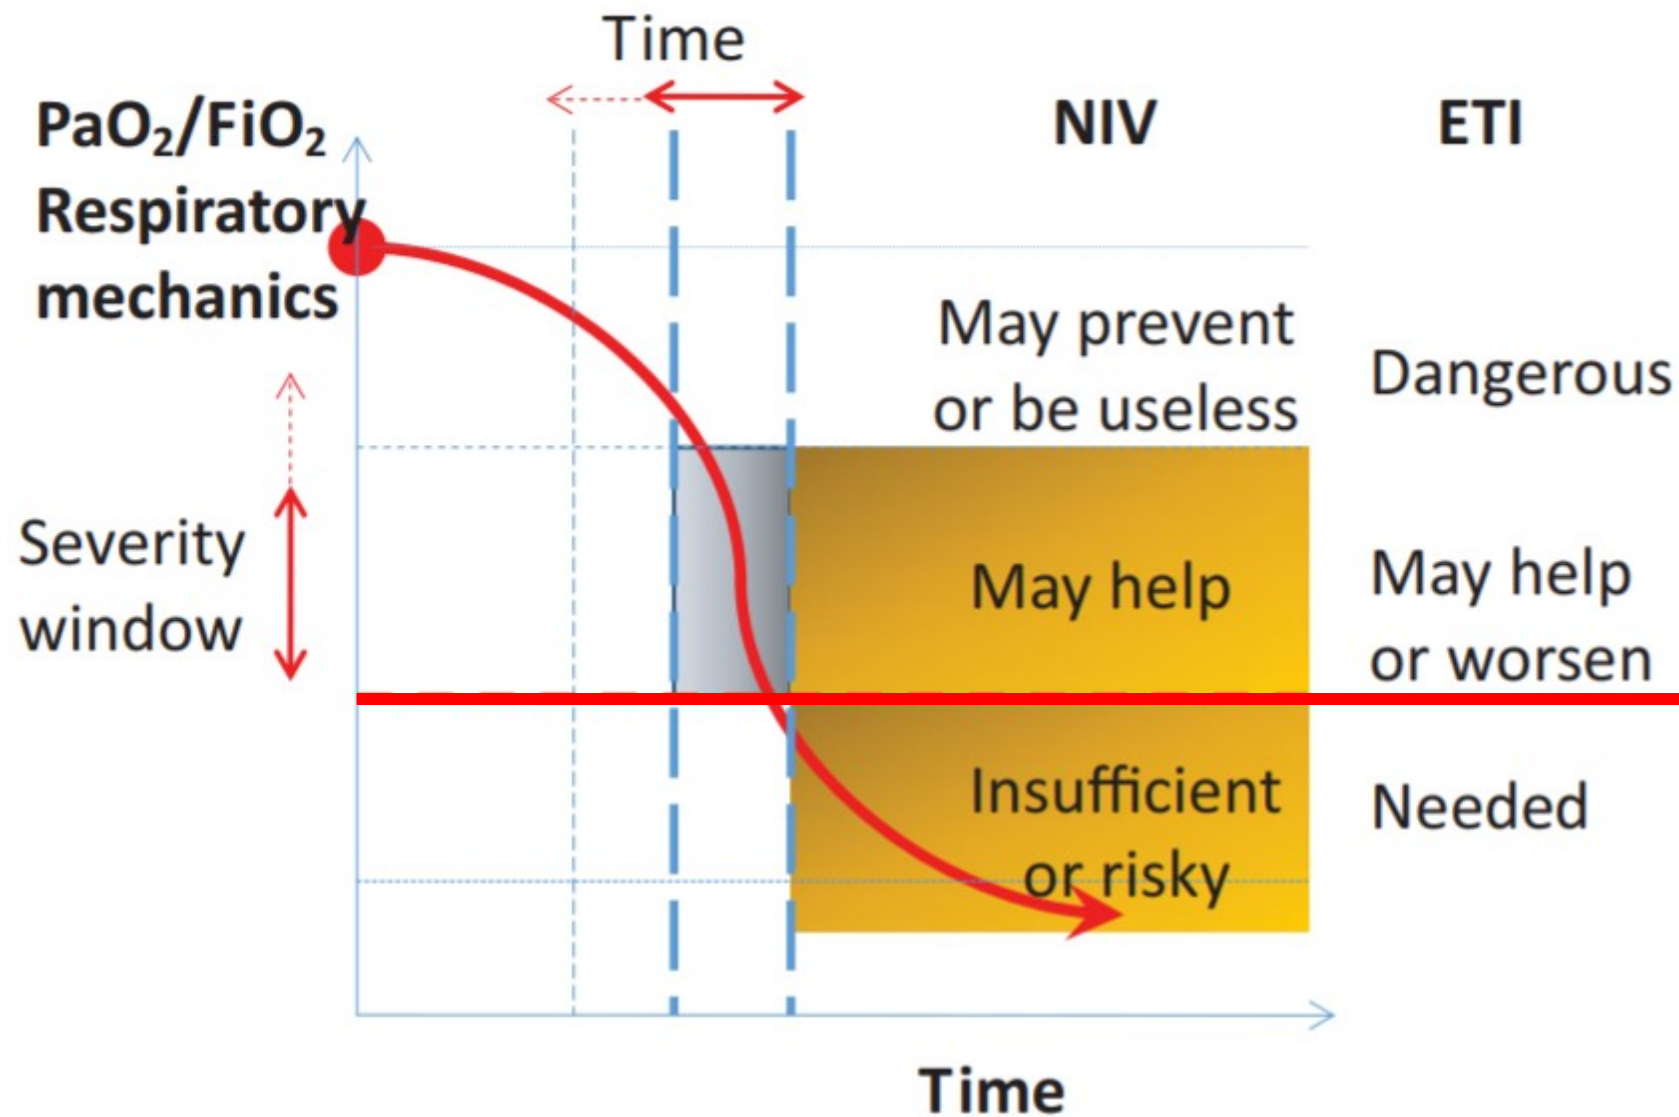 Time
PaO₂/FiO₂
Respiratory
mechanics
NIV
ETI
May prevent
or be useless
Dangerous
Severity
window
May help
May help
or worsen
Insufficient
or risky
Needed
Time